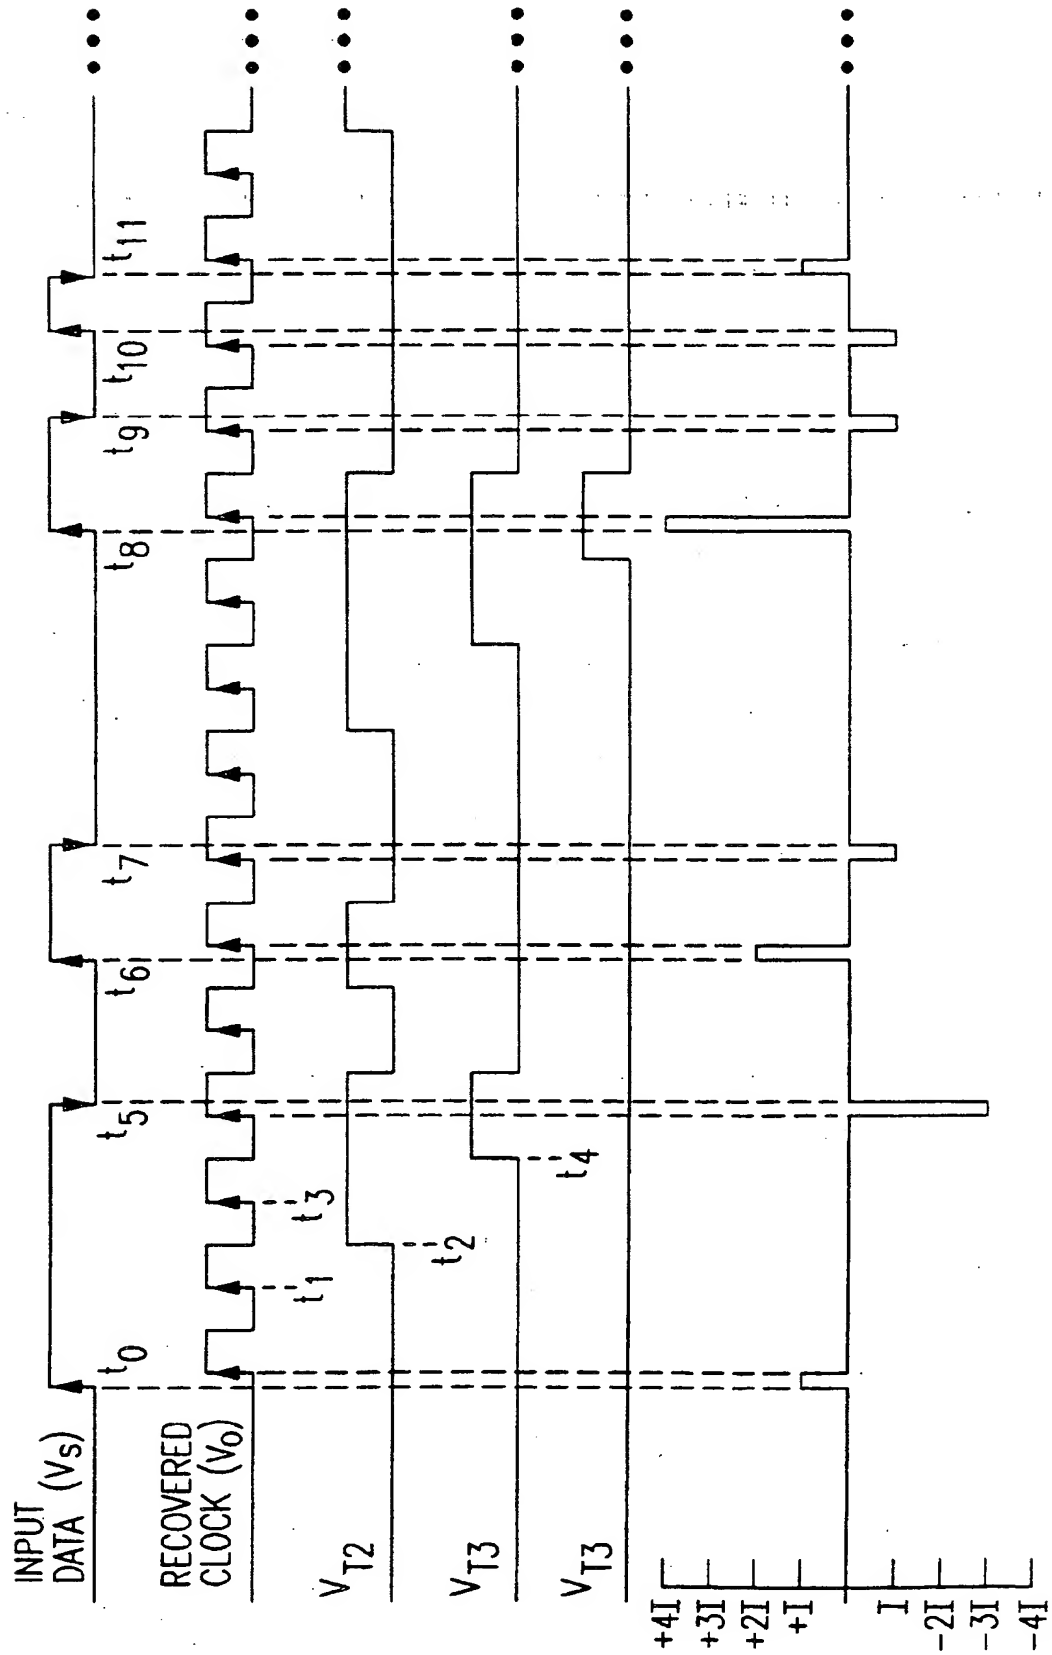 INPUT
DATA (VS)
t0
t5
t6
t7
t8
t9
t10
t11
RECOVERED
CLOCK (VO)
t1
t3
VT2
t2
VT3
t4
VT3
+4I
+3I
+2I
+I
I
-2I
-3I
-4I